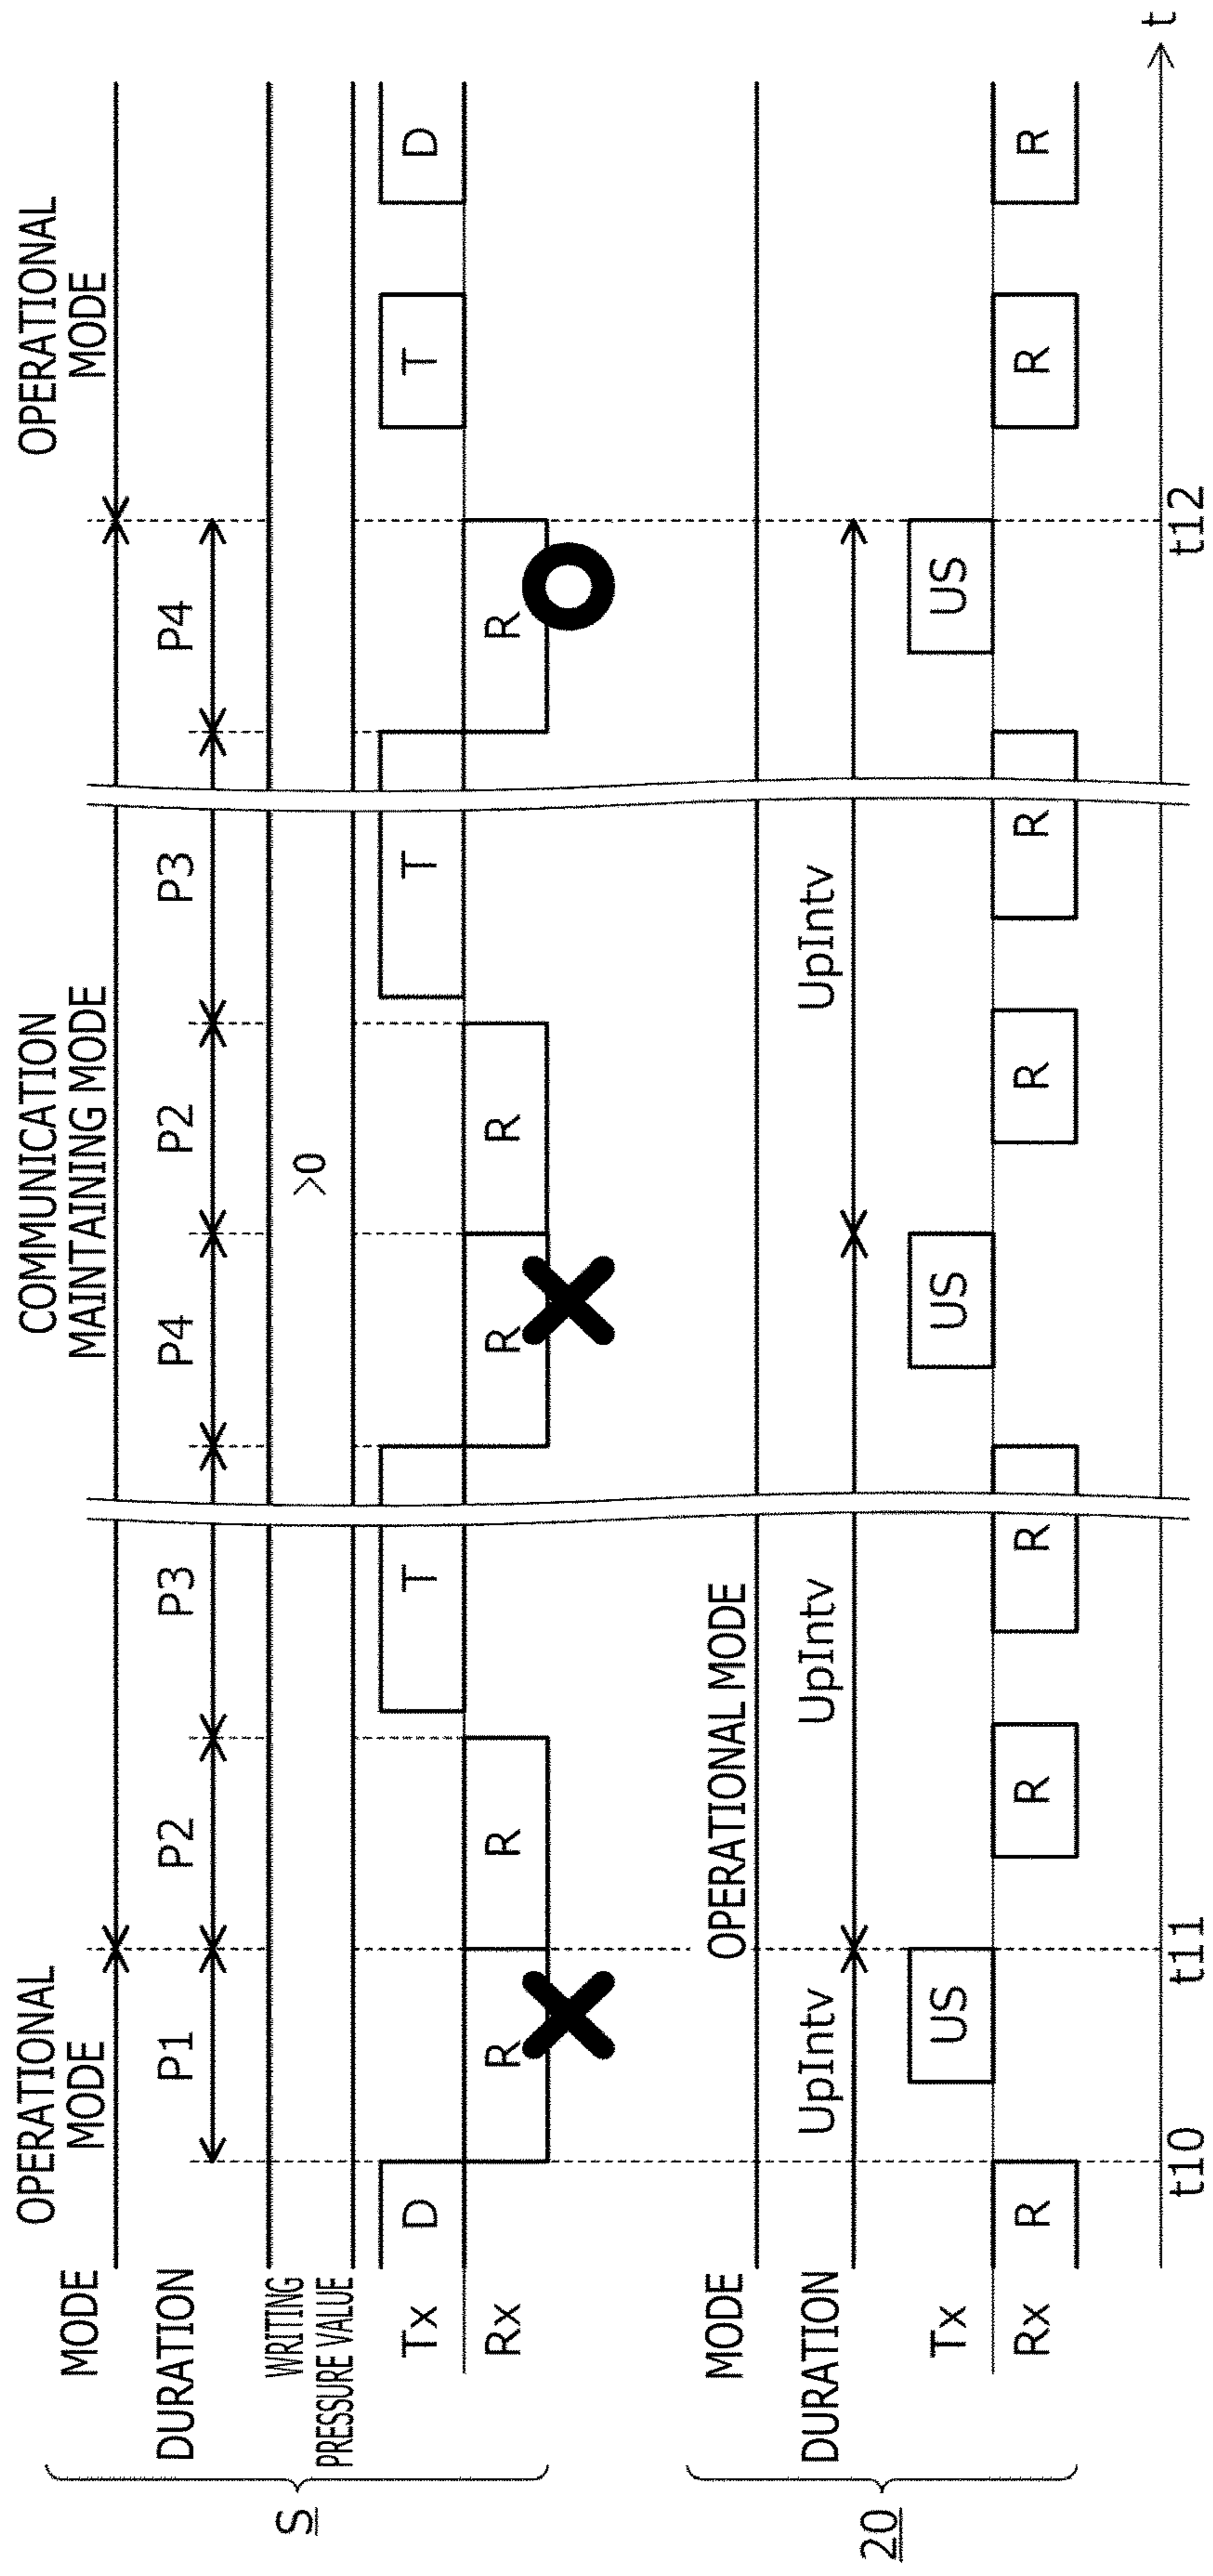 MODE
OPERATIONAL
MODE
COMMUNICATION
MAINTAINING MODE
OPERATIONAL
MODE
DURATION
P1
P2
P3
P4
P2
P3
P4
WRITING
PRESSURE VALUE
>0
Tx
D
T
T
T
D
Rx
R
R
R
R
R
S
MODE
OPERATIONAL MODE
DURATION
UpIntv
UpIntv
UpIntv
Tx
US
US
US
Rx
R
R
R
R
R
R
R
20
t10
t11
t12
t